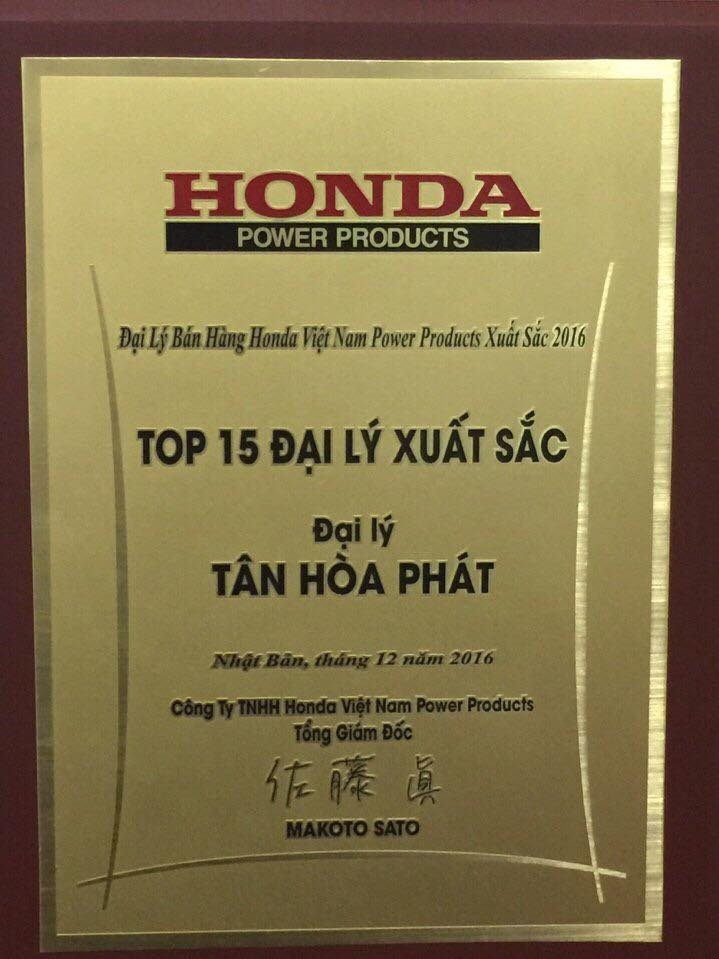 HONDA
POWER PRODUCTS
Đại Lý Bán Hàng Honda Việt Nam Power Products Xuất Sắc 2016
TOP 15 ĐẠI LÝ XUẤT SẮC
Đại lý
TÂN HÒA PHÁT
Nhật Bản, tháng 12 năm 2016
Công Ty TNHH Honda Việt Nam Power Products
Tổng Giám Đốc
佐藤 眞
MAKOTO SATO